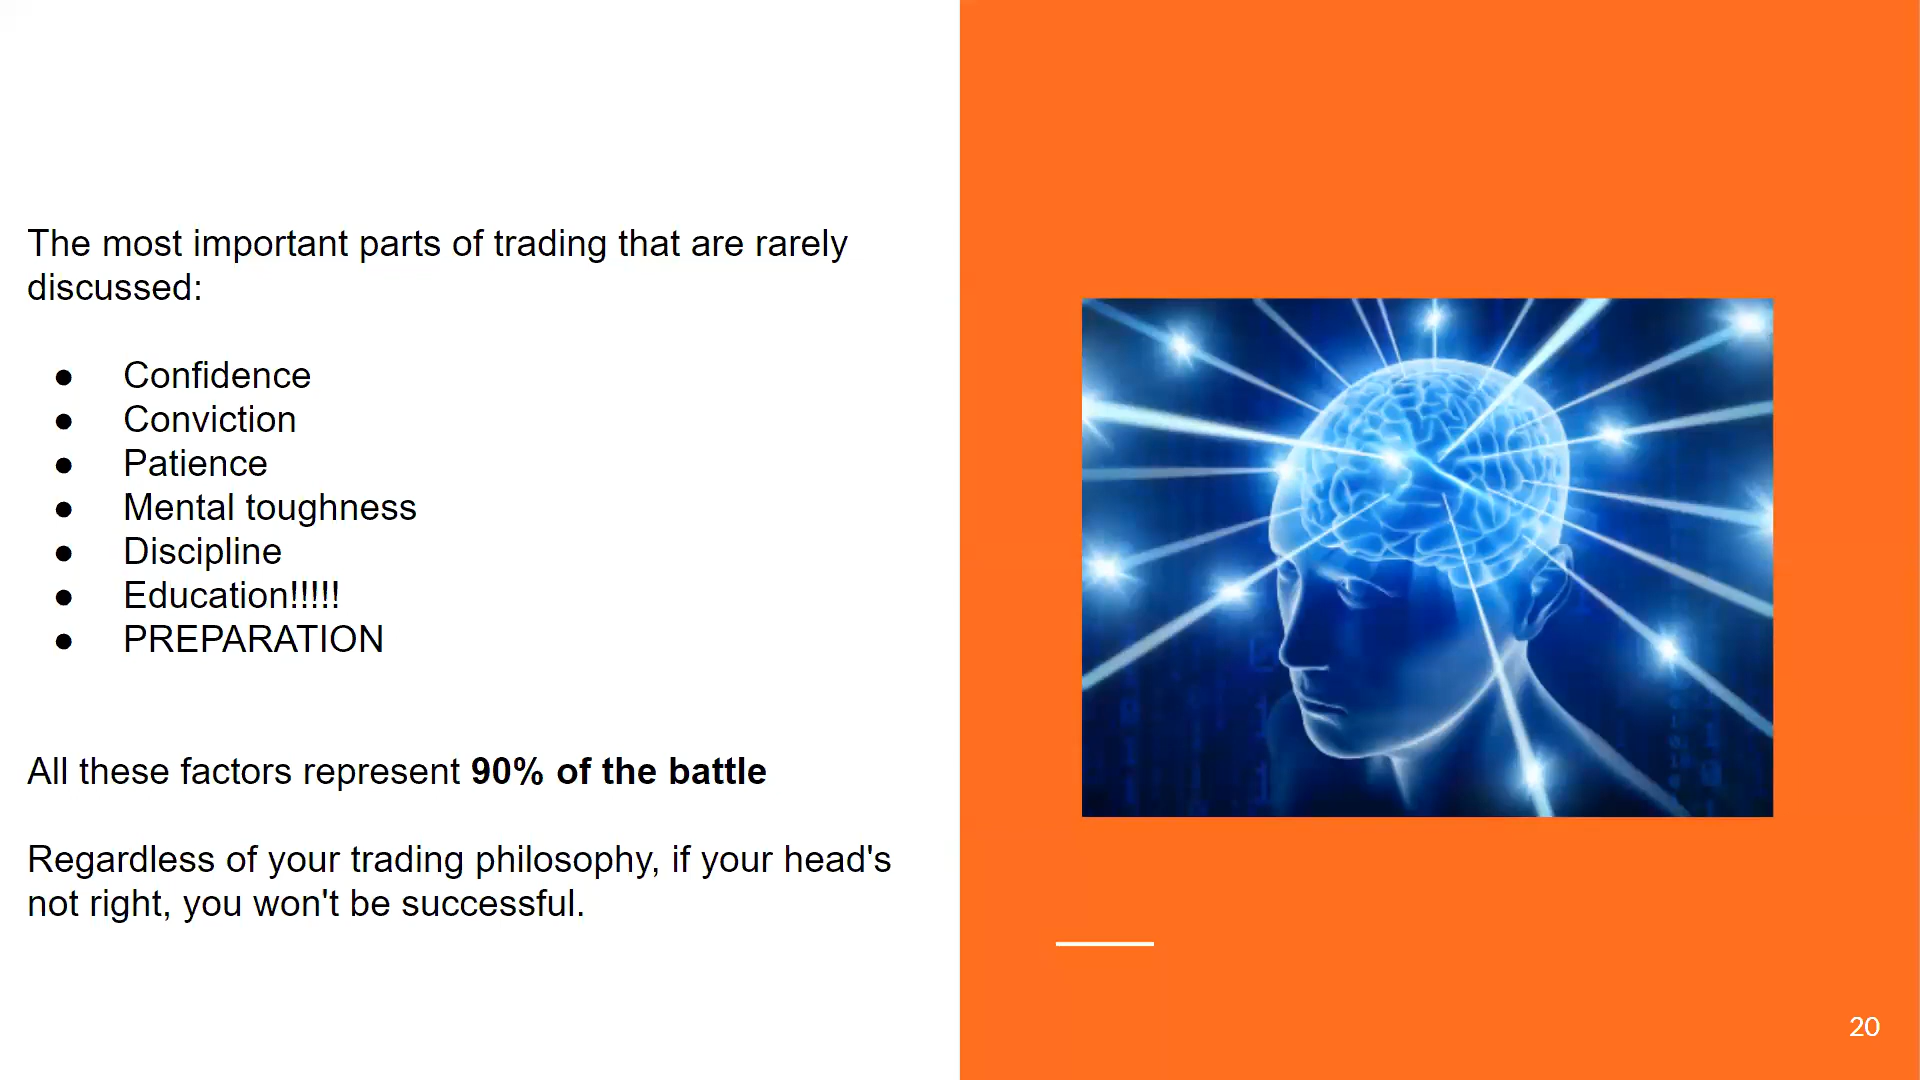 The most important parts of trading that are rarely
discussed:
● Confidence
● Conviction
● Patience
● Mental toughness
● Discipline
● Education!!!!!
● PREPARATION
All these factors represent 90% of the battle
Regardless of your trading philosophy, if your head's
not right, you won't be successful.
20